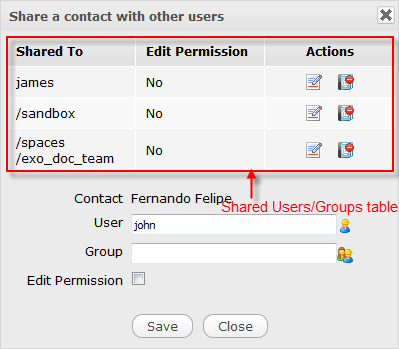 Share a contact with other users
Shared To Edit Permission Actions
james No
/sandbox No
/spaces
/exo_doc_team No
Contact Fernando Felipe
Shared Users/Groups table
User john
Group
Edit Permission
Save Close